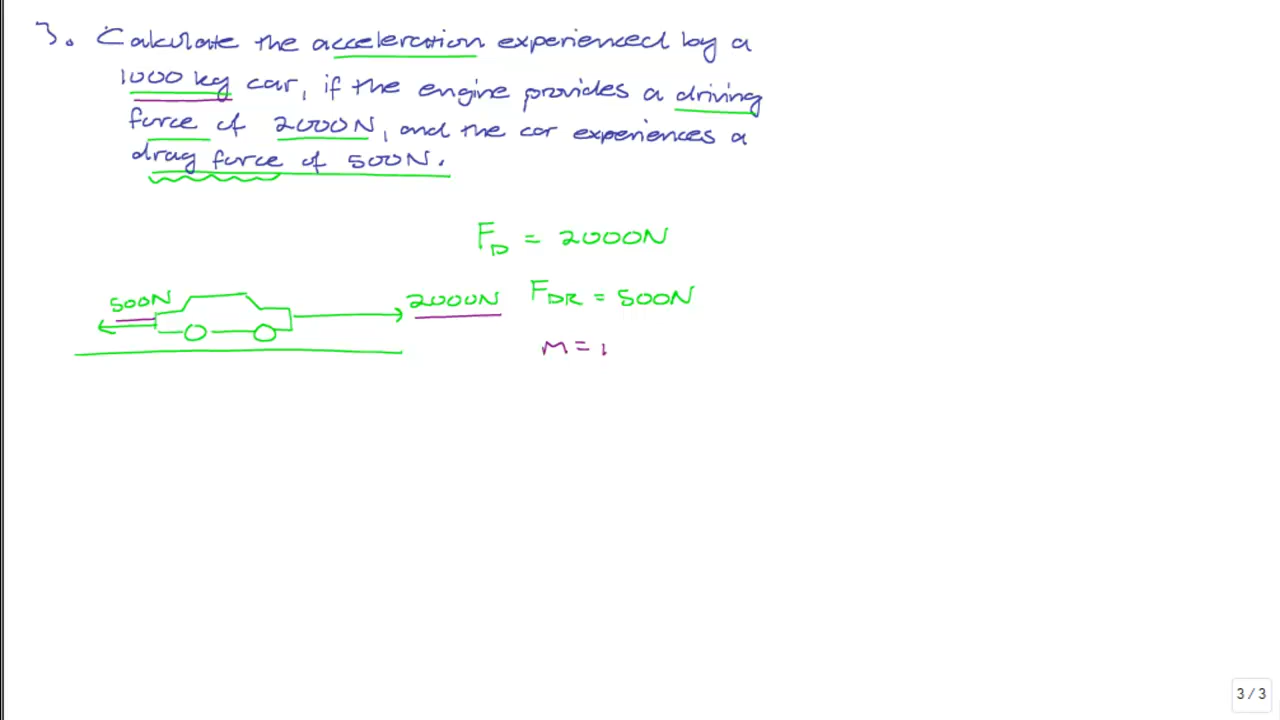 3. Calculate the acceleration experienced by a
1000 kg car, if the engine provides a driving
force of 2000N, and the car experiences a
drag force of 500N.
F_D = 2000N
500N
2000N
F_DR = 500N
m = 1
3 / 3